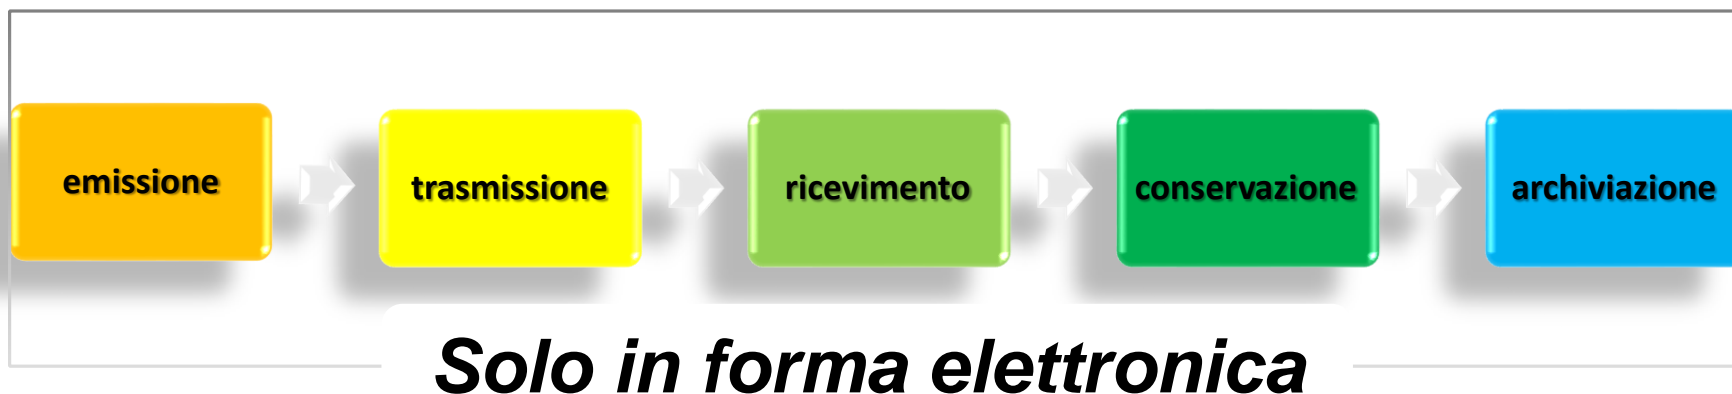 emissione
trasmissione
ricevimento
conservazione
archiviazione
Solo in forma elettronica